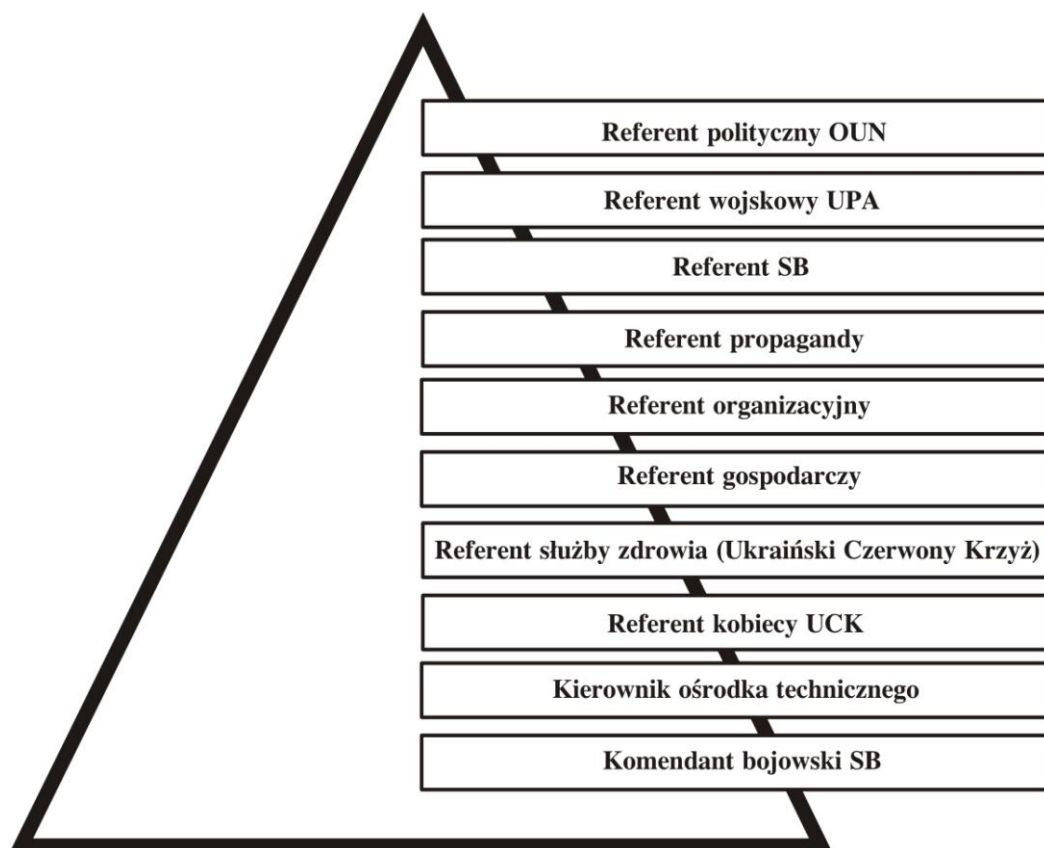 Referent polityczny OUN
Referent wojskowy UPA
Referent SB
Referent propagandy
Referent organizacyjny
Referent gospodarczy
Referent służby zdrowia (Ukraiński Czerwony Krzyż)
Referent kobiecy UCK
Kierownik ośrodka technicznego
Komendant bojowski SB